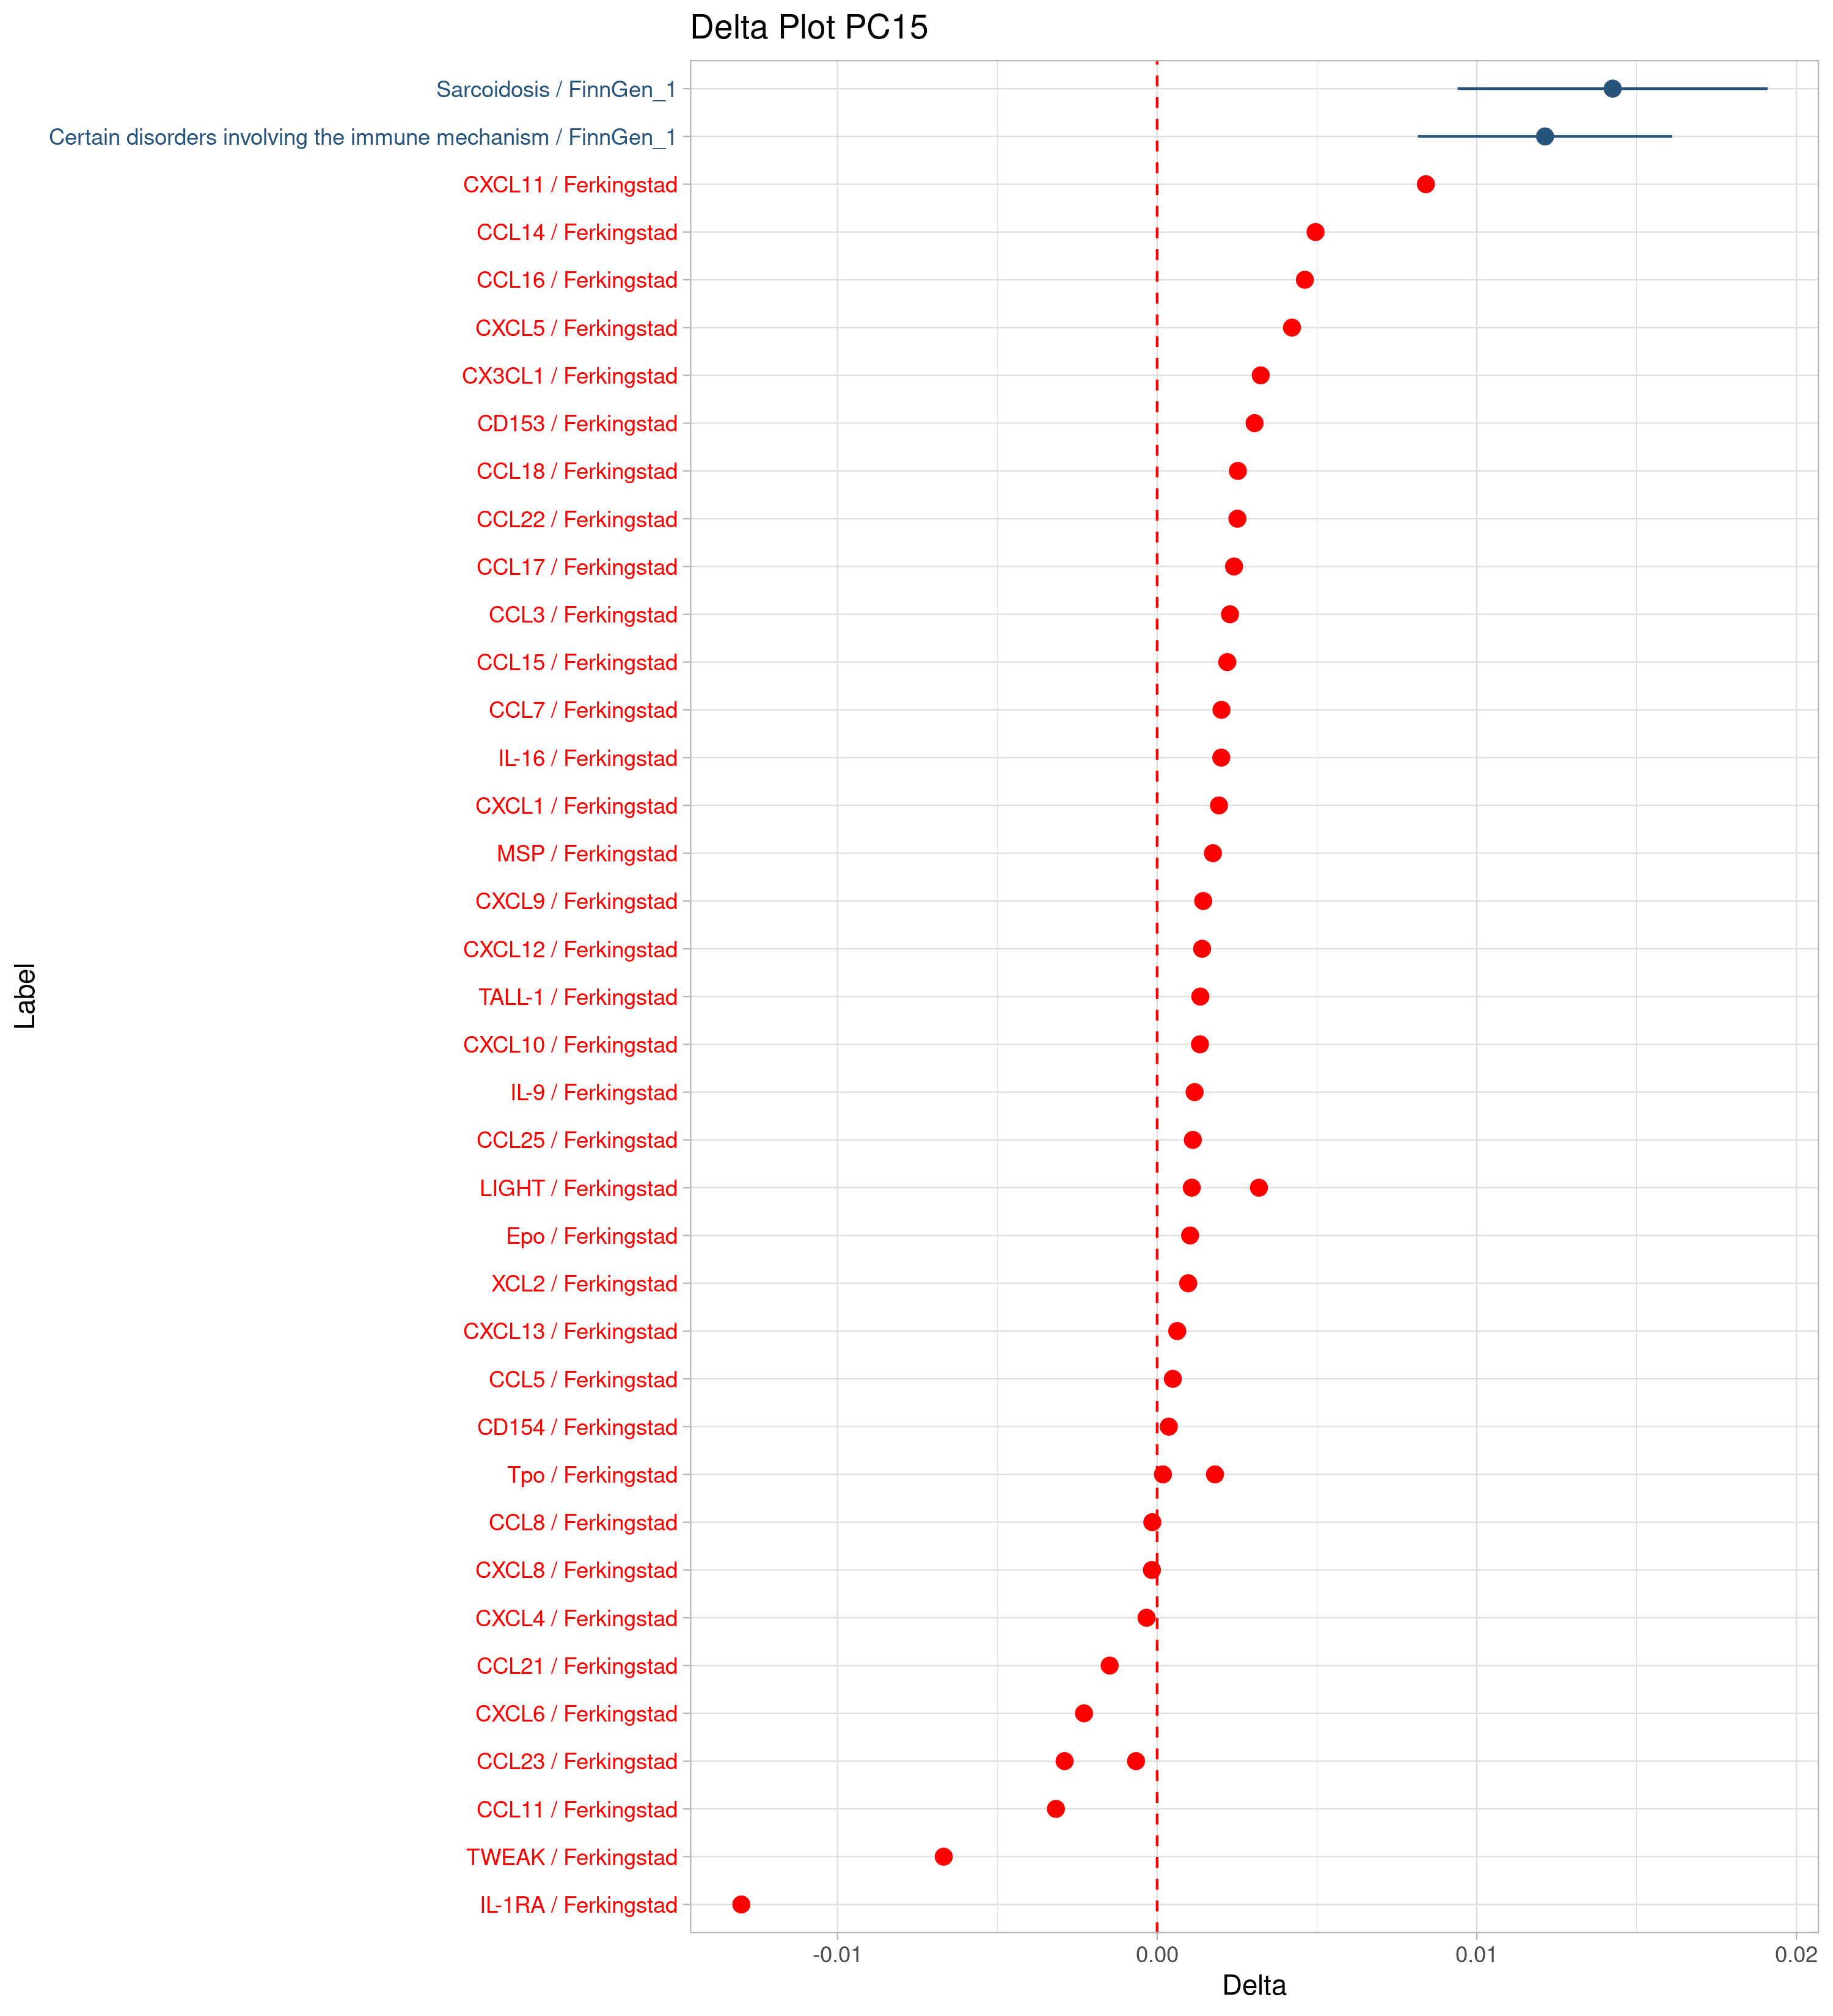 Delta Plot PC15
Sarcoidosis / FinnGen_1
Certain disorders involving the immune mechanism / FinnGen_1
CXCL11 / Ferkingstad
CCL14 / Ferkingstad
CCL16 / Ferkingstad
CXCL5 / Ferkingstad
CX3CL1 / Ferkingstad
CD153 / Ferkingstad
CCL18 / Ferkingstad
CCL22 / Ferkingstad
CCL17 / Ferkingstad
CCL3 / Ferkingstad
CCL15 / Ferkingstad
CCL7 / Ferkingstad
IL-16 / Ferkingstad
CXCL1 / Ferkingstad
MSP / Ferkingstad
CXCL9 / Ferkingstad
CXCL12 / Ferkingstad
TALL-1 / Ferkingstad
CXCL10 / Ferkingstad
IL-9 / Ferkingstad
CCL25 / Ferkingstad
LIGHT / Ferkingstad
Epo / Ferkingstad
XCL2 / Ferkingstad
CXCL13 / Ferkingstad
CCL5 / Ferkingstad
CD154 / Ferkingstad
Tpo / Ferkingstad
CCL8 / Ferkingstad
CXCL8 / Ferkingstad
CXCL4 / Ferkingstad
CCL21 / Ferkingstad
CXCL6 / Ferkingstad
CCL23 / Ferkingstad
CCL11 / Ferkingstad
TWEAK / Ferkingstad
IL-1RA / Ferkingstad
Label
-0.01 0.00 0.01 0.02
Delta